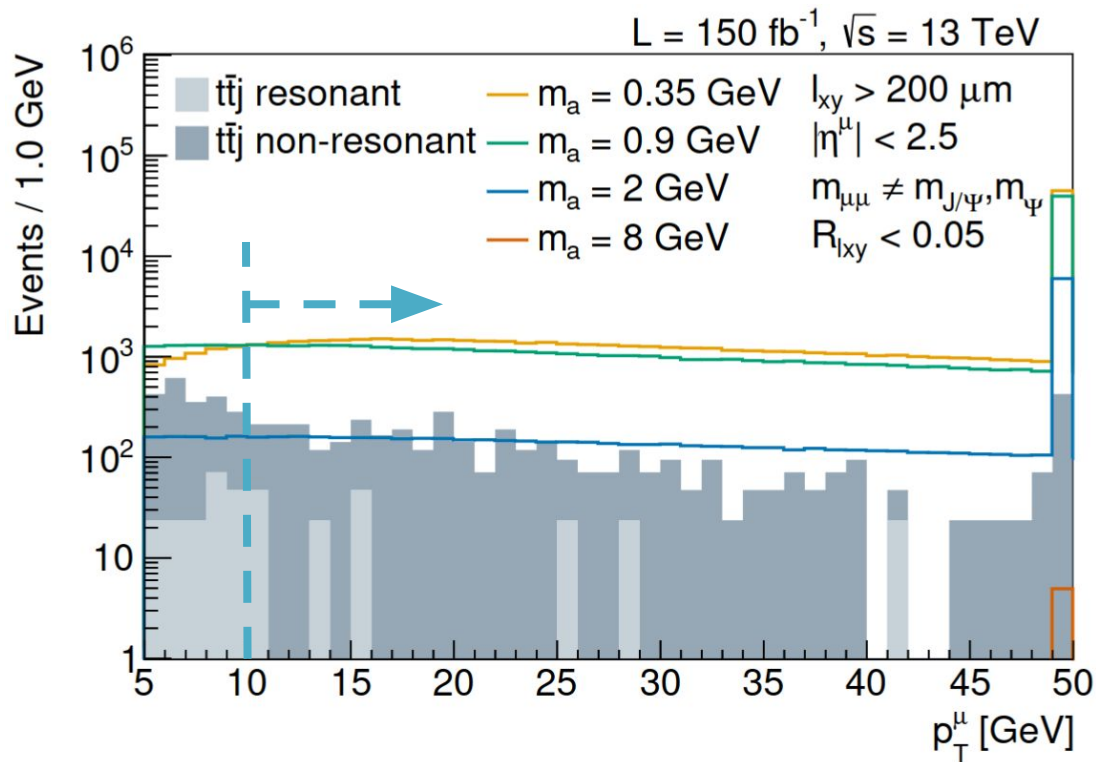 L = 150 fb⁻¹, √s = 13 TeV
Events / 1.0 GeV
10⁶
10⁵
10⁴
10³
10²
10
1
tt̄j resonant
tt̄j non-resonant
mₐ = 0.35 GeV
mₐ = 0.9 GeV
mₐ = 2 GeV
mₐ = 8 GeV
l_xy > 200 μm
|η^μ| < 2.5
m_μμ ≠ m_J/Ψ, m_Ψ
R_lxy < 0.05
5 10 15 20 25 30 35 40 45 50
p_T^μ [GeV]